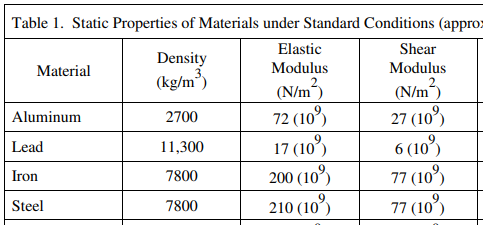 Table 1. Static Properties of Materials under Standard Conditions (approx
Material Density (kg/m³) Elastic Modulus (N/m²) Shear Modulus (N/m²)
Aluminum 2700 72 (10⁹) 27 (10⁹)
Lead 11,300 17 (10⁹) 6 (10⁹)
Iron 7800 200 (10⁹) 77 (10⁹)
Steel 7800 210 (10⁹) 77 (10⁹)